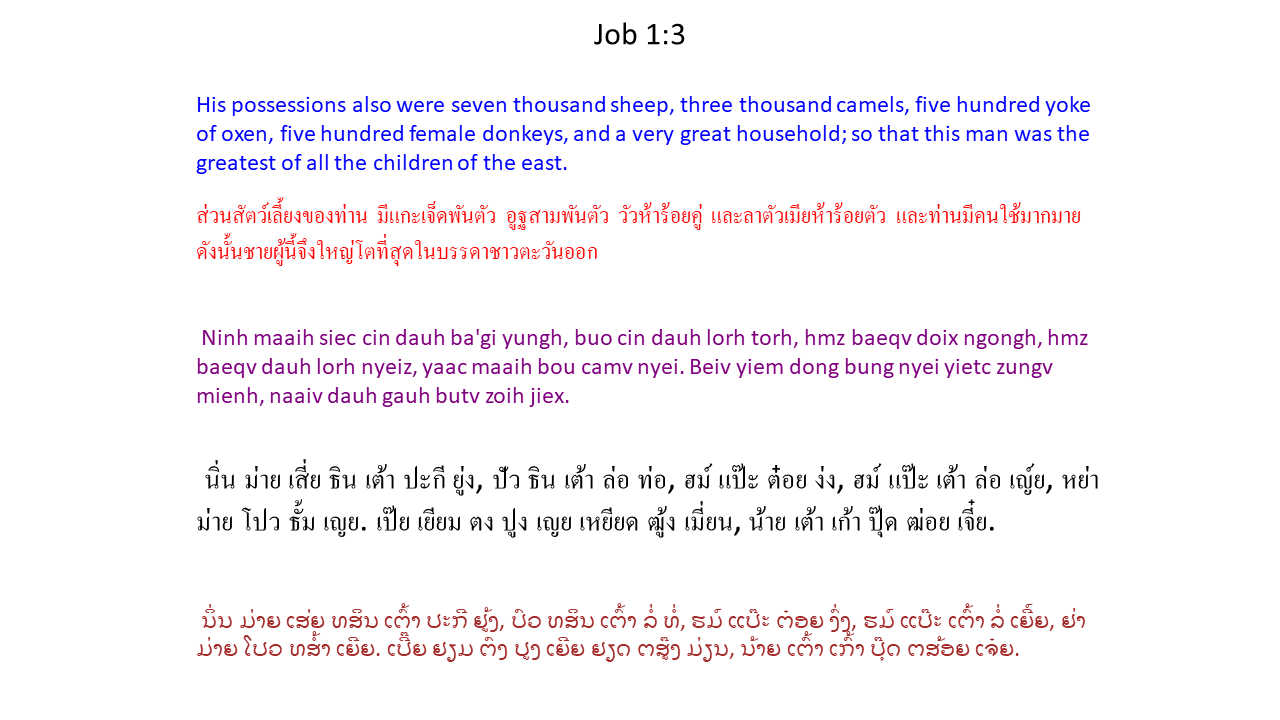 Job 1:3
His possessions also were seven thousand sheep, three thousand camels, five hundred yoke
of oxen, five hundred female donkeys, and a very great household; so that this man was the
greatest of all the children of the east.
ส่วนสัตว์เลี้ยงของท่าน มีแกะเจ็ดพันตัว อูฐสามพันตัว วัวห้าร้อยคู่ และลาตัวเมียห้าร้อยตัว และท่านมีคนใช้มากมาย
ดังนั้นชายผู้นี้จึงใหญ่โตที่สุดในบรรดาชาวตะวันออก
Ninh maaih siec cin dauh ba'gi yungh, buo cin dauh lorh torh, hmz baeqv doix ngongh, hmz
baeqv dauh lorh nyeiz, yaac maaih bou camv nyei. Beiv yiem dong bung nyei yietc zungv
mienh, naaiv dauh gauh butv zoih jiex.
นิ่น ม่าย เสี่ย ธิน เต้า ปะกี ยู่ง, ปัว ธิน เต้า ล่อ ท่อ, ฮม์ แป๊ะ ต๋อย ง่ง, ฮม์ แป๊ะ เต้า ล่อ เญ์ย, หย่า
ม่าย โปว ธั้ม เญย. เป๊ย เยียม ตง ปูง เญย เหยียด ฒู้ง เมี่ยน, น้าย เต้า เก้า ปุ๊ด ฒ่อย เจี๋ย.
ນິ່ນ ມ່າຍ ເສ່ຍ ທສິນ ເຕົ້າ ປະກີ ຢູ້ງ, ປົວ ທສິນ ເຕົ້າ ລໍ່ ທໍ່, ຮມ໌ ແປ໊ະ ຕ໋ອຍ ງົ່ງ, ຮມ໌ ແປ໊ະ ເຕົ້າ ລໍ່ ເຍີ໌ຍ, ຢ່າ
ມ່າຍ ໂປວ ທສ້ຳ ເຍີຍ. ເປີ໊ຍ ຢຽມ ຕົງ ປູງ ເຍີຍ ຢຽດ ຕສູ໊ງ ມ່ຽນ, ນ້າຍ ເຕົ້າ ເກົ້າ ປຸ໊ດ ຕສ້ອຍ ເຈ໋ຍ.